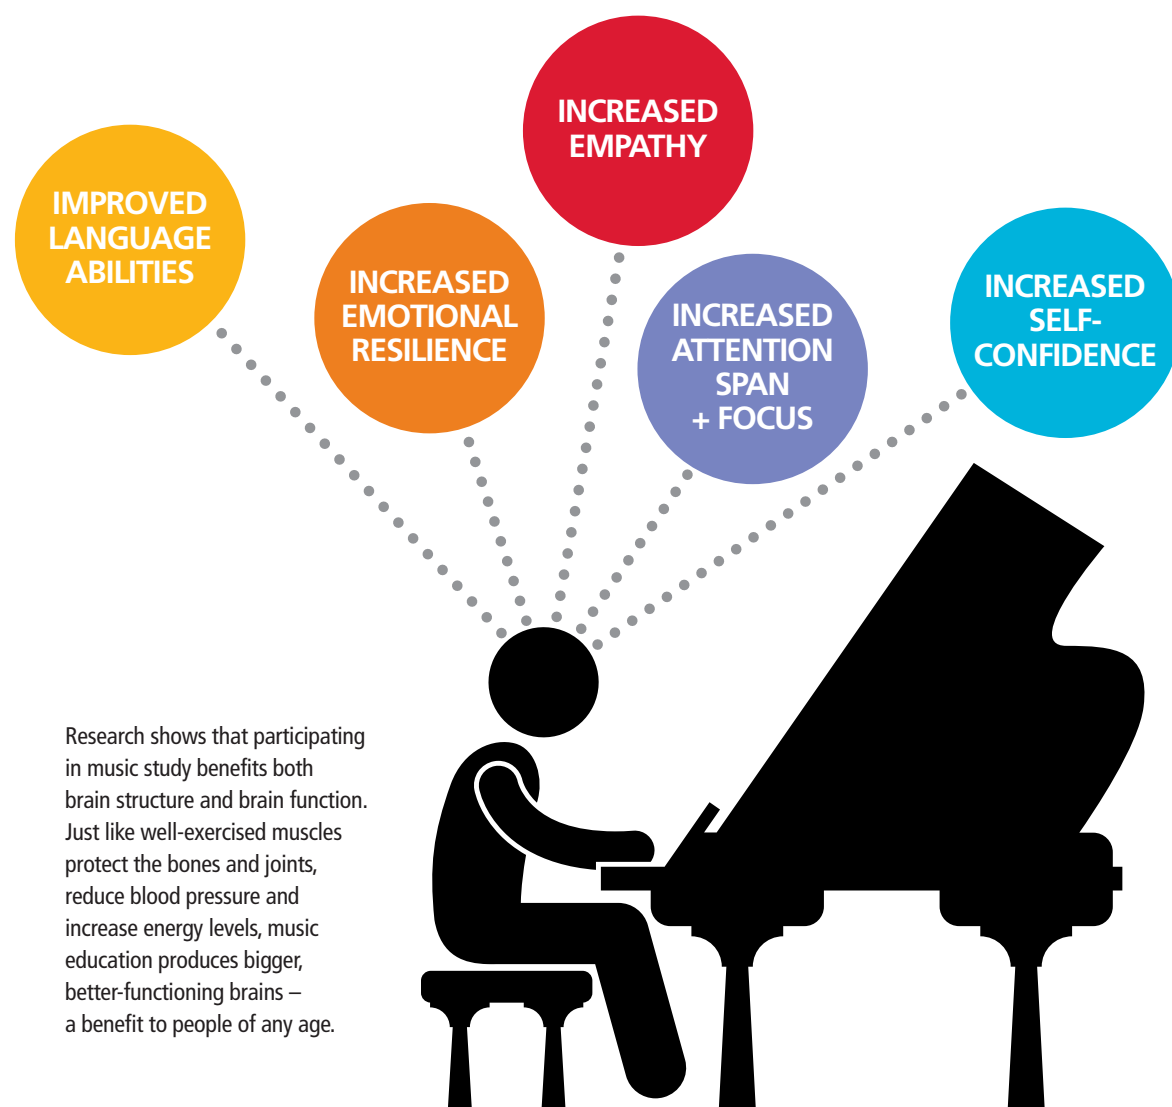 INCREASED
EMPATHY
IMPROVED
LANGUAGE
ABILITIES
INCREASED
EMOTIONAL
RESILIENCE
INCREASED
ATTENTION
SPAN
+ FOCUS
INCREASED
SELF-
CONFIDENCE
Research shows that participating
in music study benefits both
brain structure and brain function.
Just like well-exercised muscles
protect the bones and joints,
reduce blood pressure and
increase energy levels, music
education produces bigger,
better-functioning brains –
a benefit to people of any age.